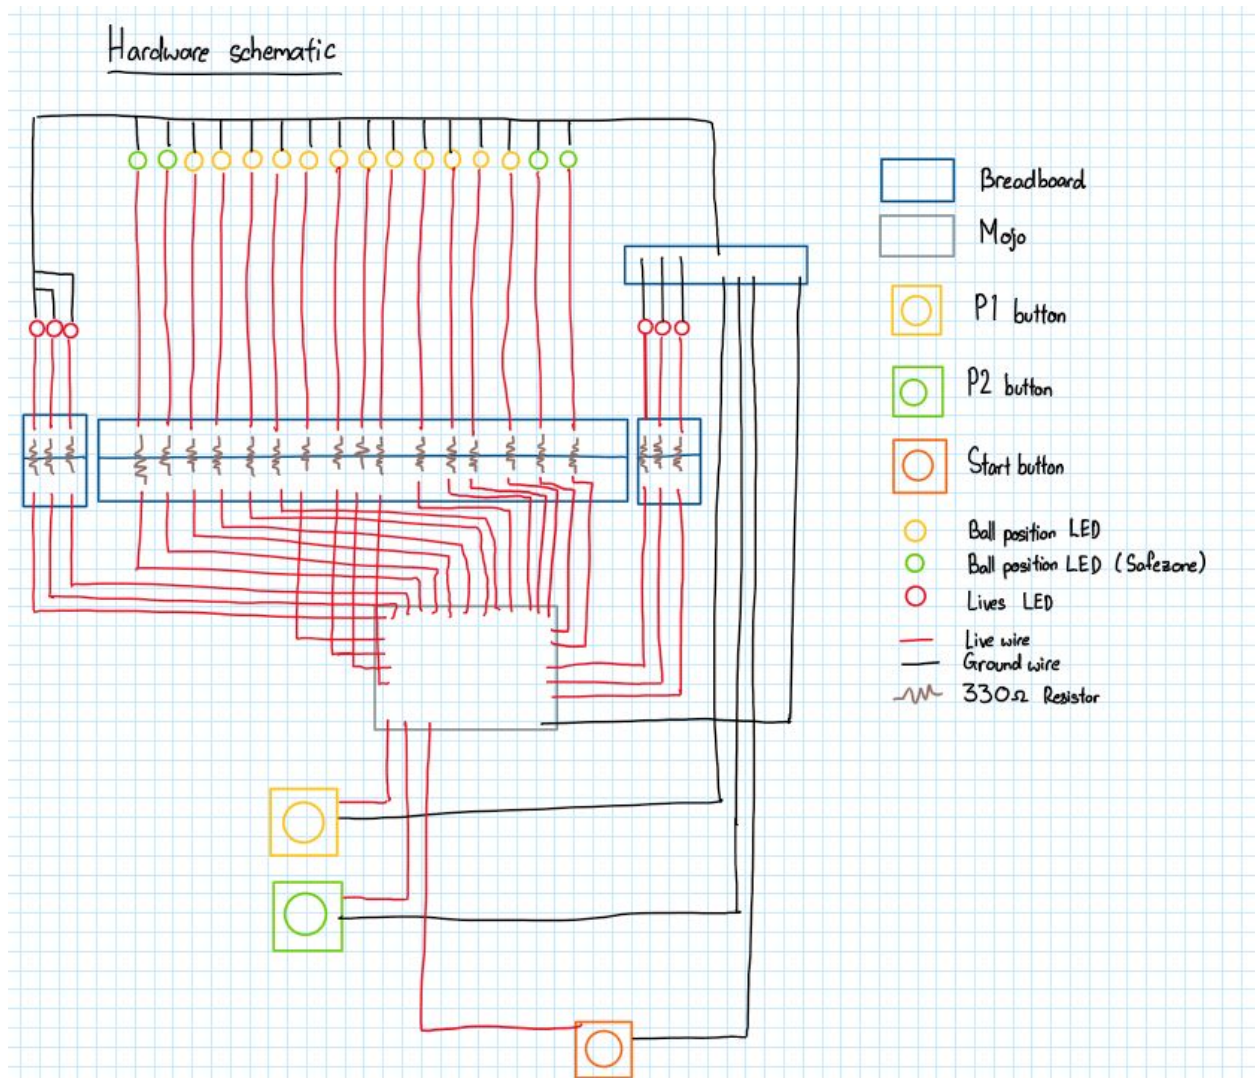 Hardware schematic
Breadboard
Mojo
P1 button
P2 button
Start button
Ball position LED
Ball position LED (Safezone)
Lives LED
Live wire
Ground wire
330Ω Resistor